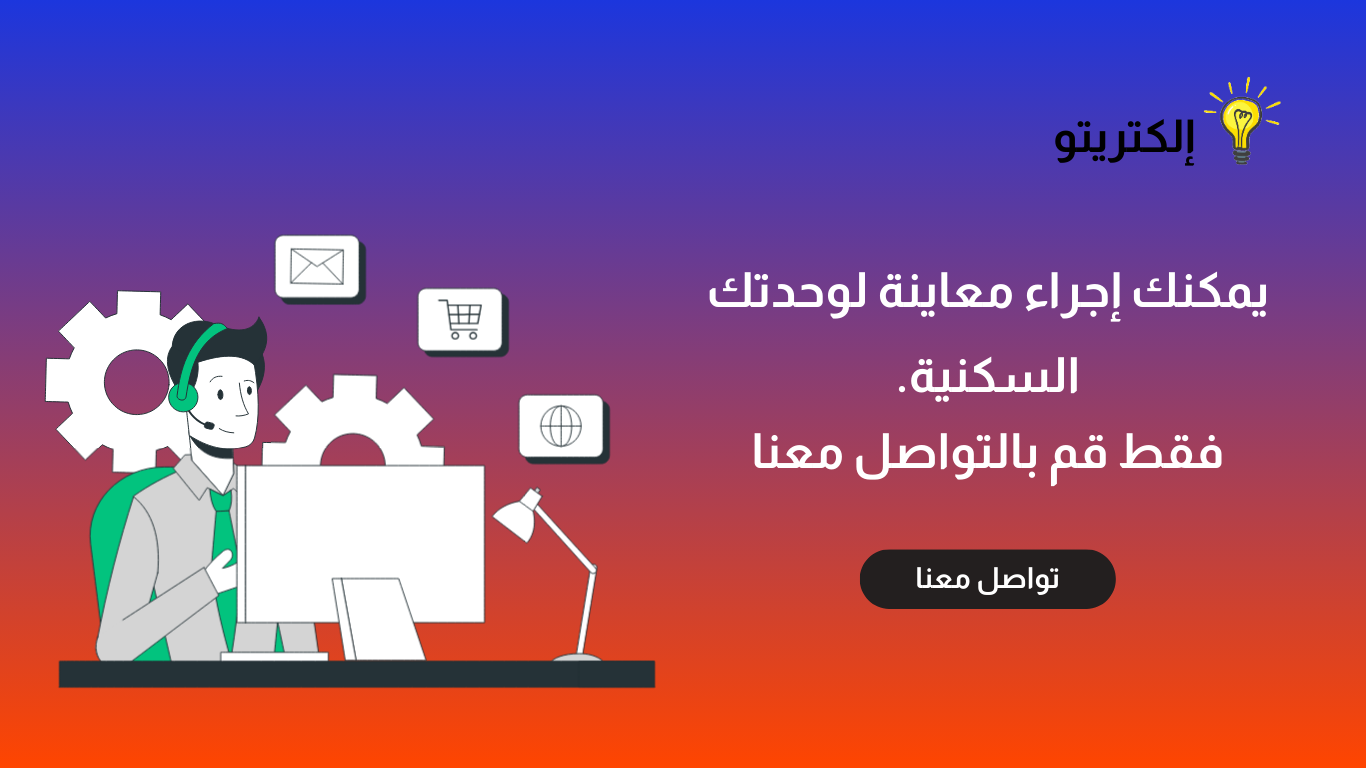 إلكتريتو
يمكنك إجراء معاينة لوحدتك
السكنية.
فقط قم بالتواصل معنا
تواصل معنا